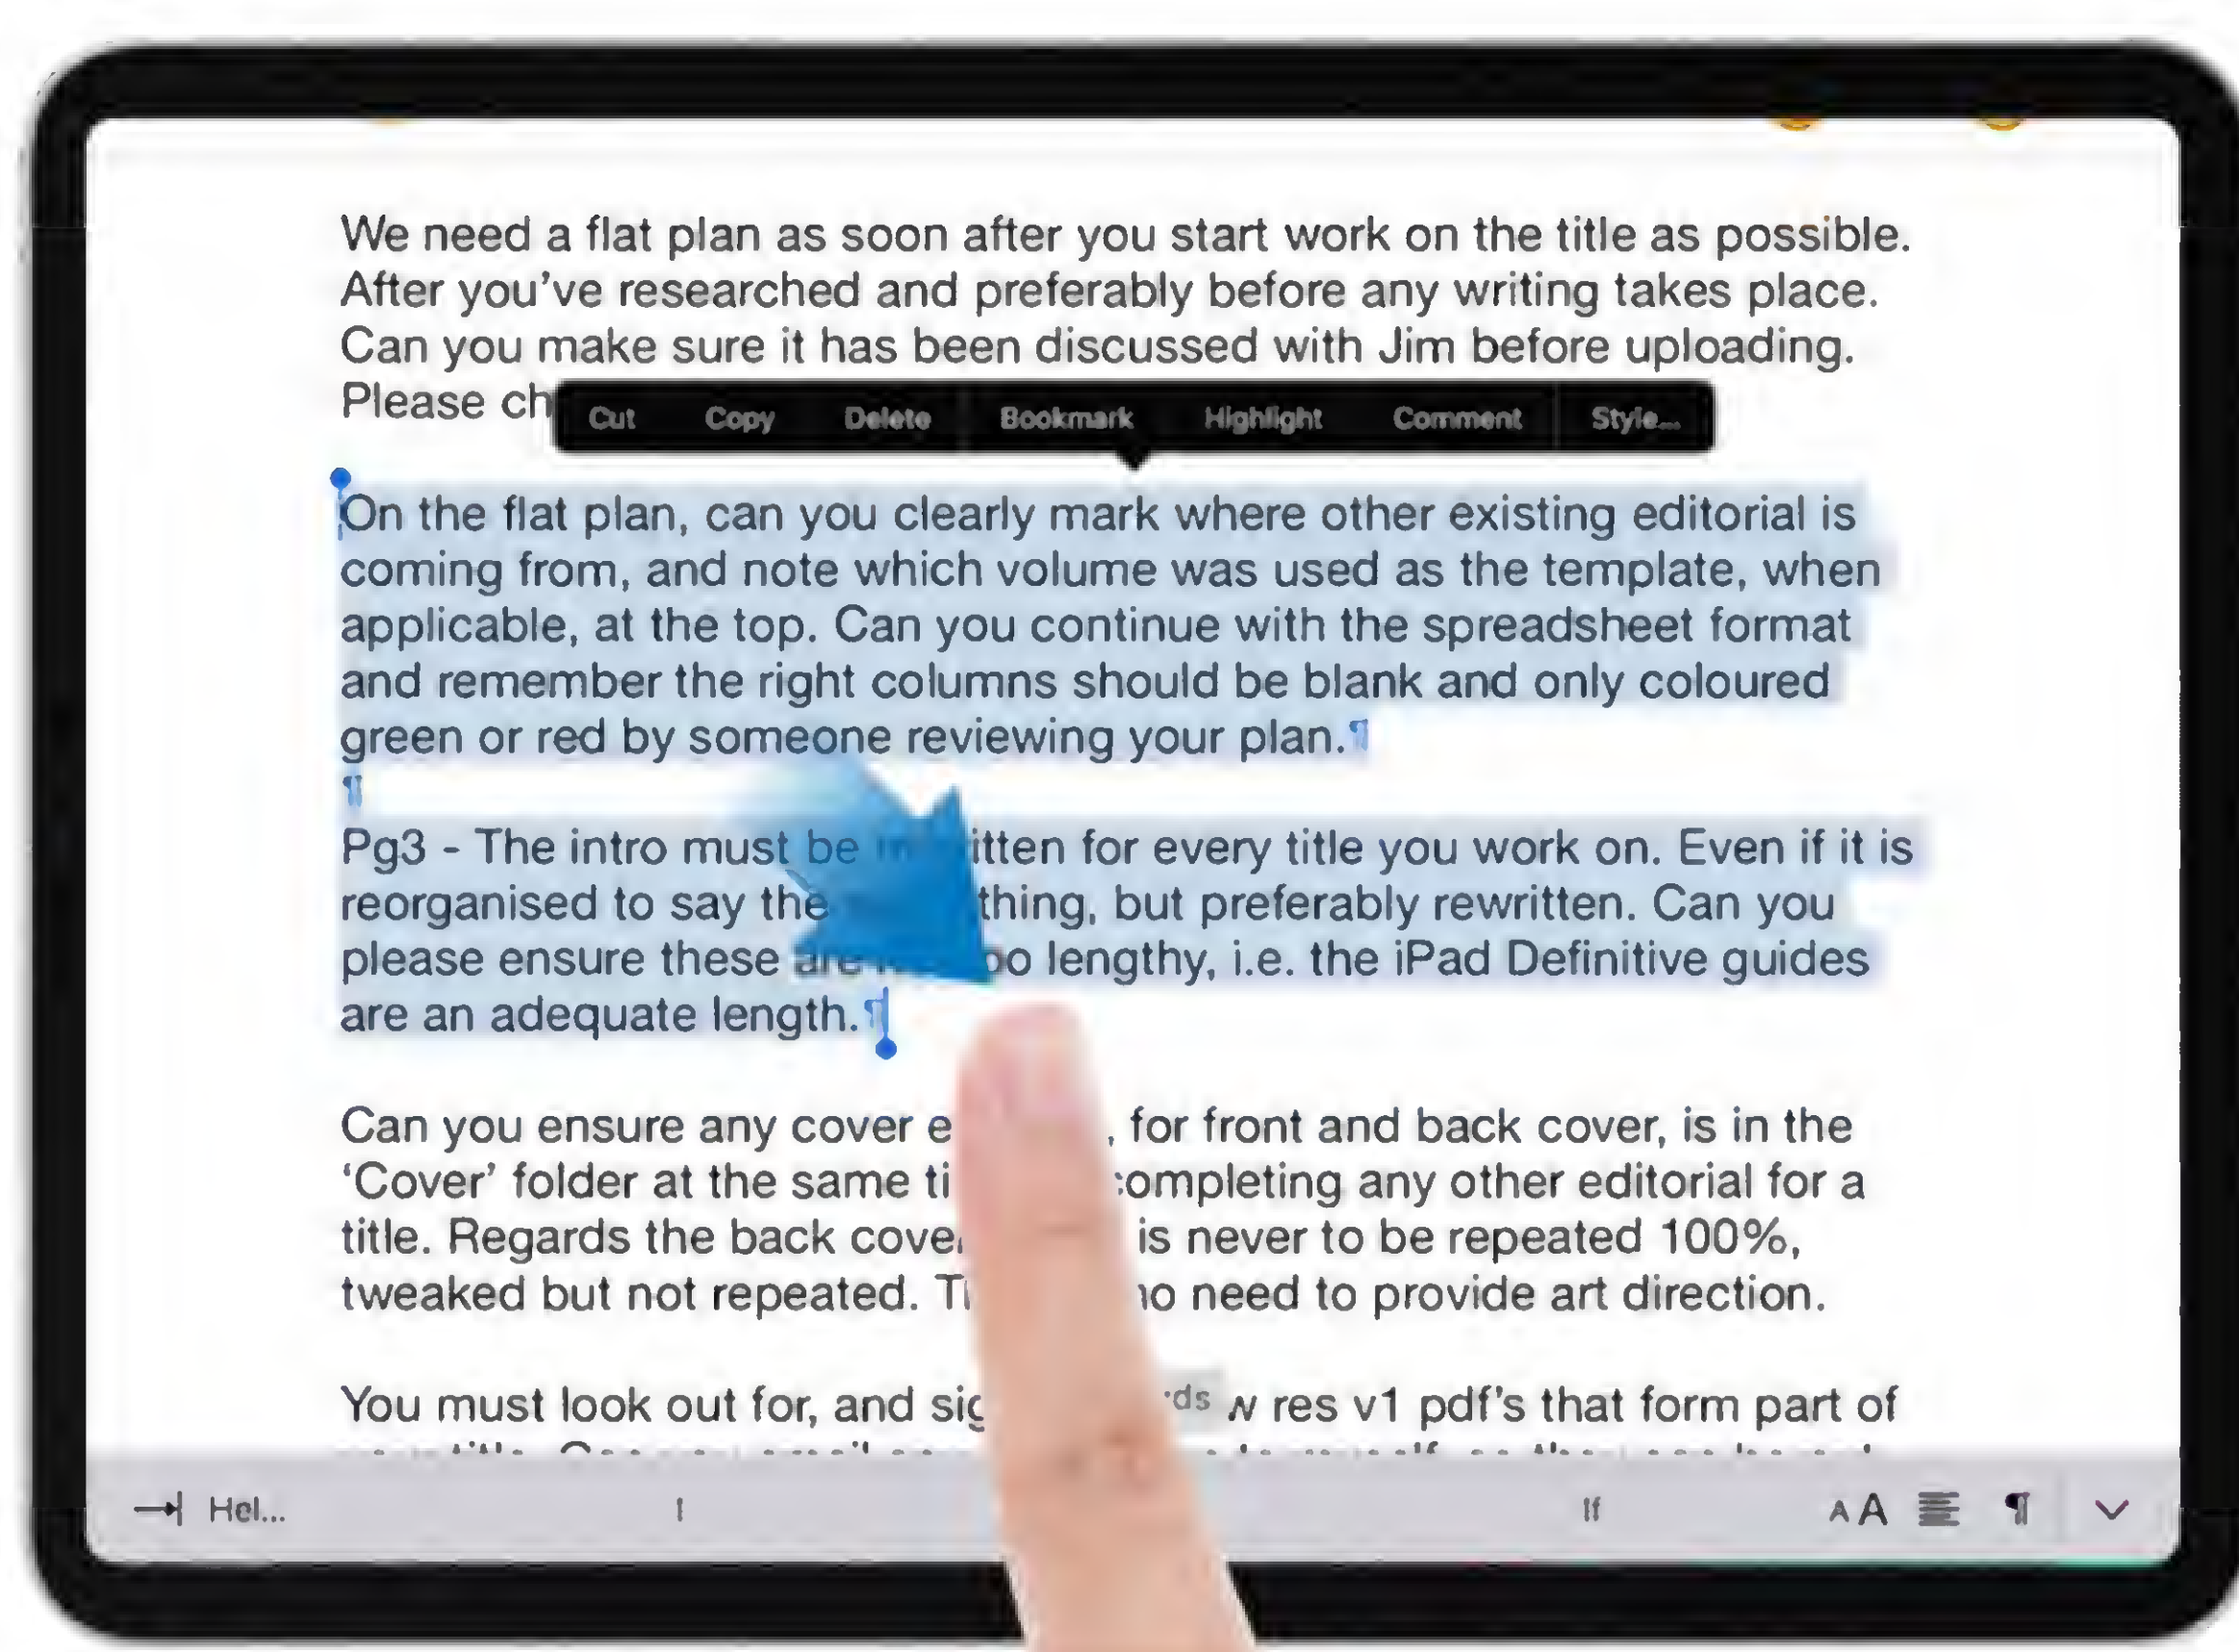 We need a flat plan as soon after you start work on the title as possible.
After you've researched and preferably before any writing takes place.
Can you make sure it has been discussed with Jim before uploading.
Please ch
Cut Copy Delete Bookmark Highlight Comment Style...
On the flat plan, can you clearly mark where other existing editorial is
coming from, and note which volume was used as the template, when
applicable, at the top. Can you continue with the spreadsheet format
and remember the right columns should be blank and only coloured
green or red by someone reviewing your plan.¶
¶
Pg3 - The intro must be itten for every title you work on. Even if it is
reorganised to say the thing, but preferably rewritten. Can you
please ensure these are oo lengthy, i.e. the iPad Definitive guides
are an adequate length.¶
Can you ensure any cover e , for front and back cover, is in the
‘Cover’ folder at the same ti ompleting any other editorial for a
title. Regards the back cover is never to be repeated 100%,
tweaked but not repeated. T no need to provide art direction.
You must look out for, and sig ds w res v1 pdf's that form part of
Hel... I If AA ¶